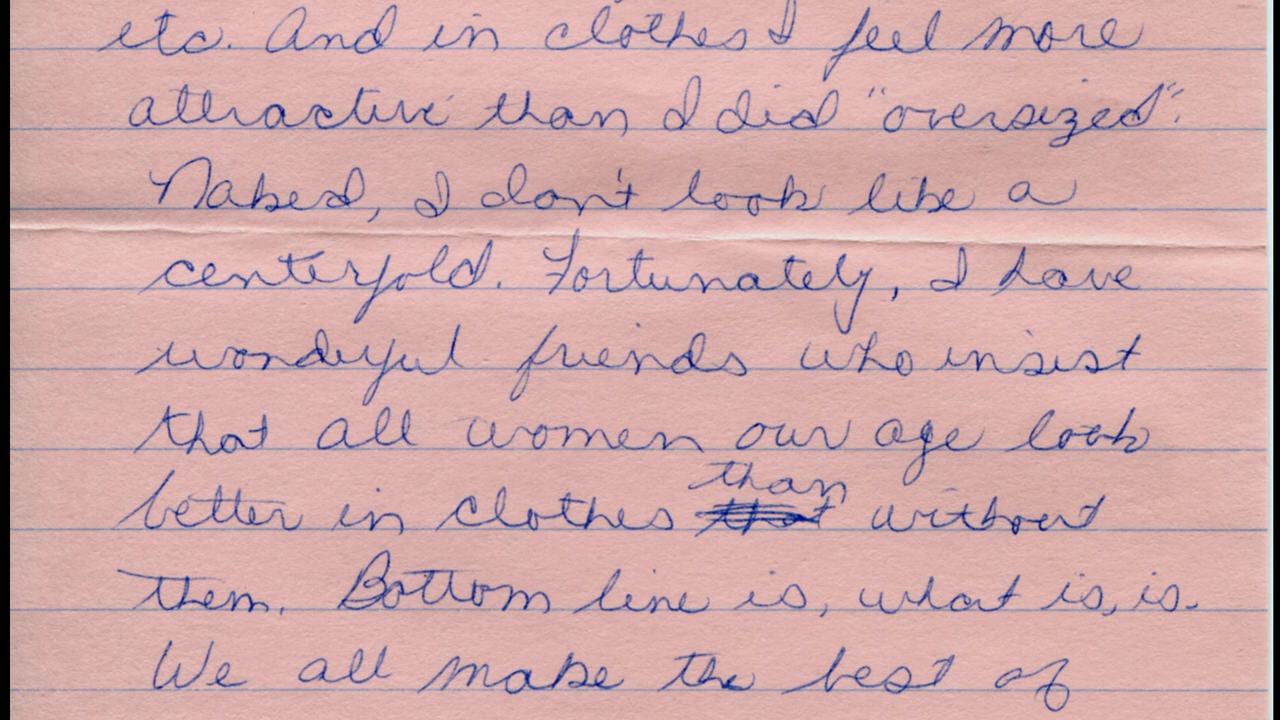 etc. And in clothes I feel more
attractive than I did "oversized".
Naked, I don't look like a
centerfold. Fortunately, I have
wonderful friends who insist
that all women our age look
than
better in clothes that without
them. Bottom line is, what is, is.
We all make the best of